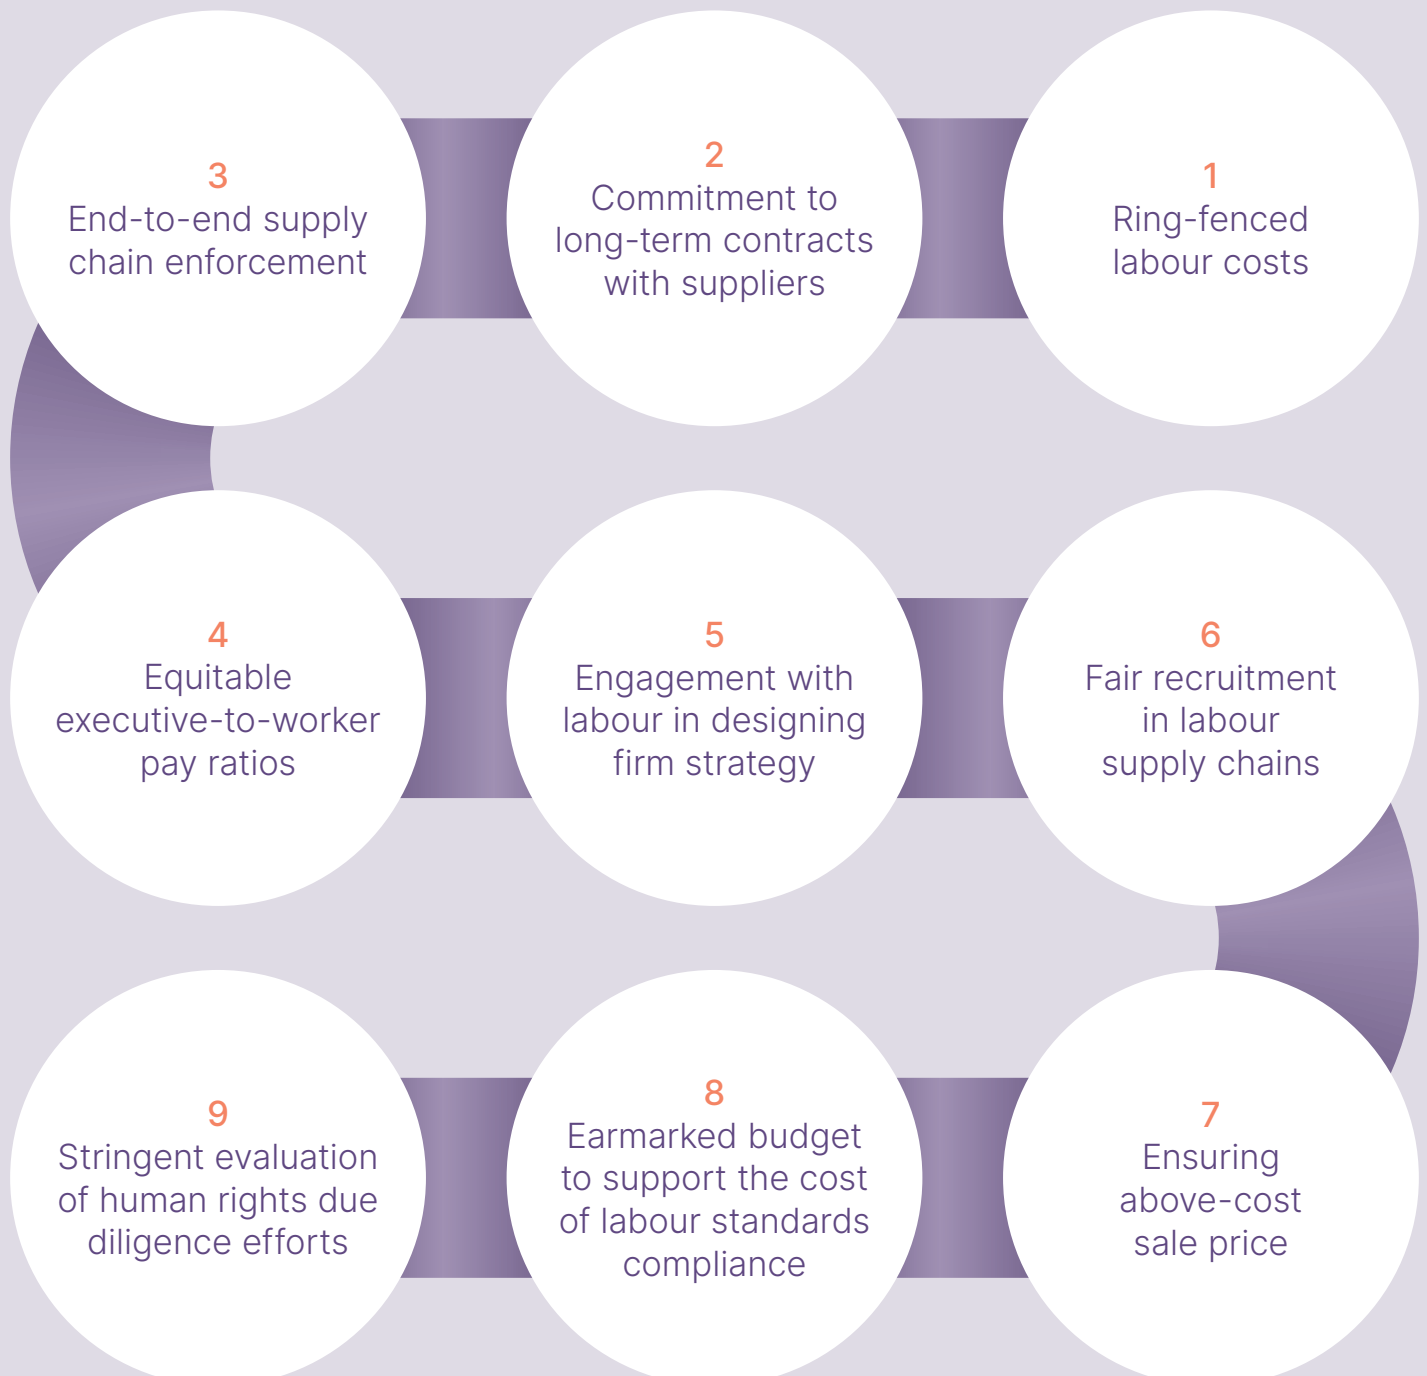 1
Ring-fenced
labour costs
2
Commitment to
long-term contracts
with suppliers
3
End-to-end supply
chain enforcement
4
Equitable
executive-to-worker
pay ratios
5
Engagement with
labour in designing
firm strategy
6
Fair recruitment
in labour
supply chains
7
Ensuring
above-cost
sale price
8
Earmarked budget
to support the cost
of labour standards
compliance
9
Stringent evaluation
of human rights due
diligence efforts